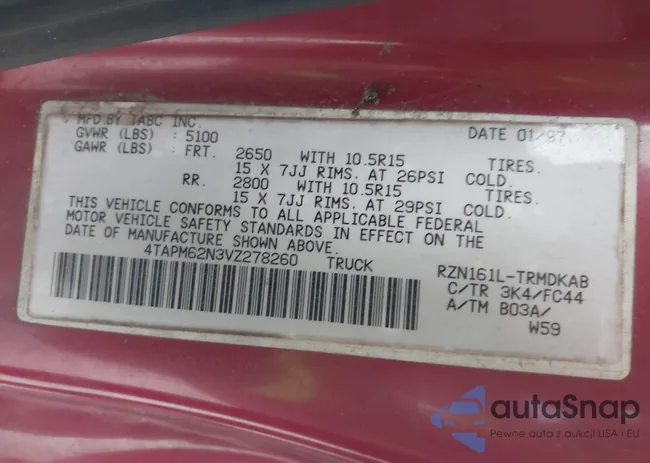 MFD BY TABC INC. DATE 01/97
GVWR (LBS) : 5100
GAWR (LBS) : FRT. 2650 WITH 10.5R15 TIRES.
15 X 7JJ RIMS. AT 26PSI COLD.
RR. 2800 WITH 10.5R15 TIRES.
15 X 7JJ RIMS. AT 29PSI COLD.
THIS VEHICLE CONFORMS TO ALL APPLICABLE FEDERAL
MOTOR VEHICLE SAFETY STANDARDS IN EFFECT ON THE
DATE OF MANUFACTURE SHOWN ABOVE.
4TAPM62N3VZ278260 TRUCK
RZN161L-TRMDKAB
C/TR 3K4/FC44
A/TM B03A/
W59
autaSnap
Pewne auta z aukcji USA i EU